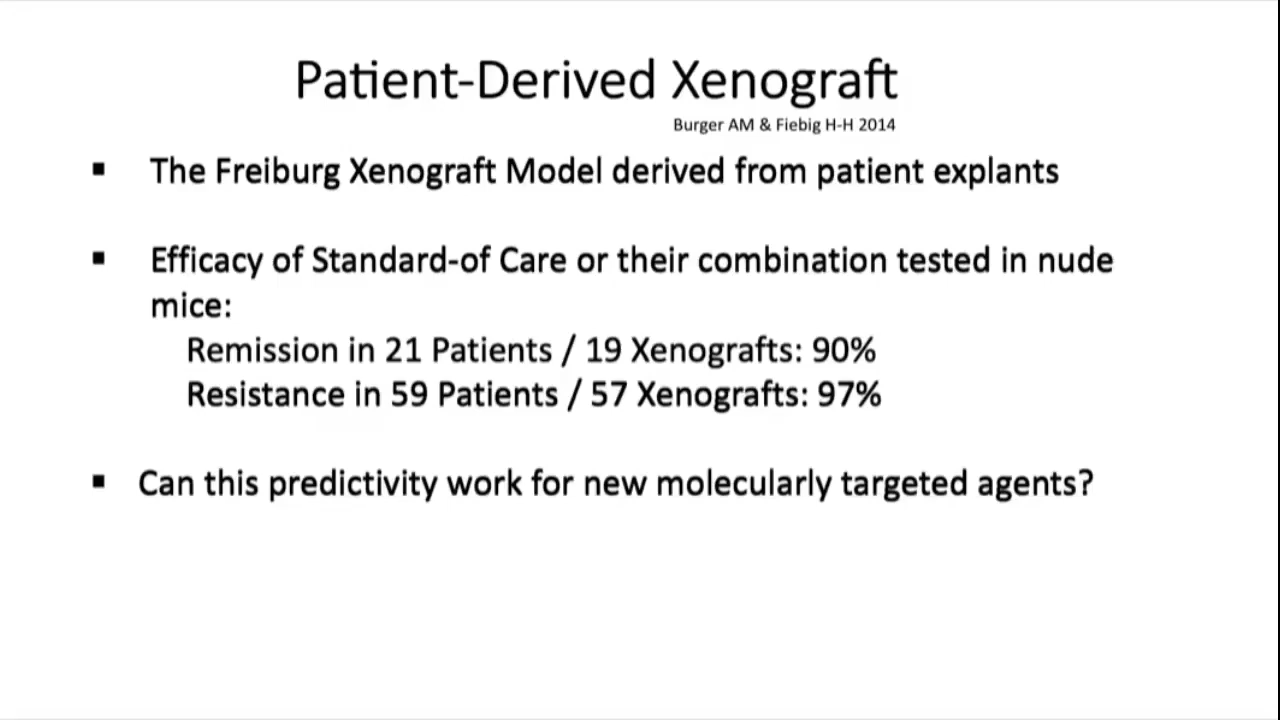 Patient-Derived Xenograft
Burger AM & Fiebig H-H 2014
▪ The Freiburg Xenograft Model derived from patient explants
▪ Efficacy of Standard-of Care or their combination tested in nude
mice:
Remission in 21 Patients / 19 Xenografts: 90%
Resistance in 59 Patients / 57 Xenografts: 97%
▪ Can this predictivity work for new molecularly targeted agents?